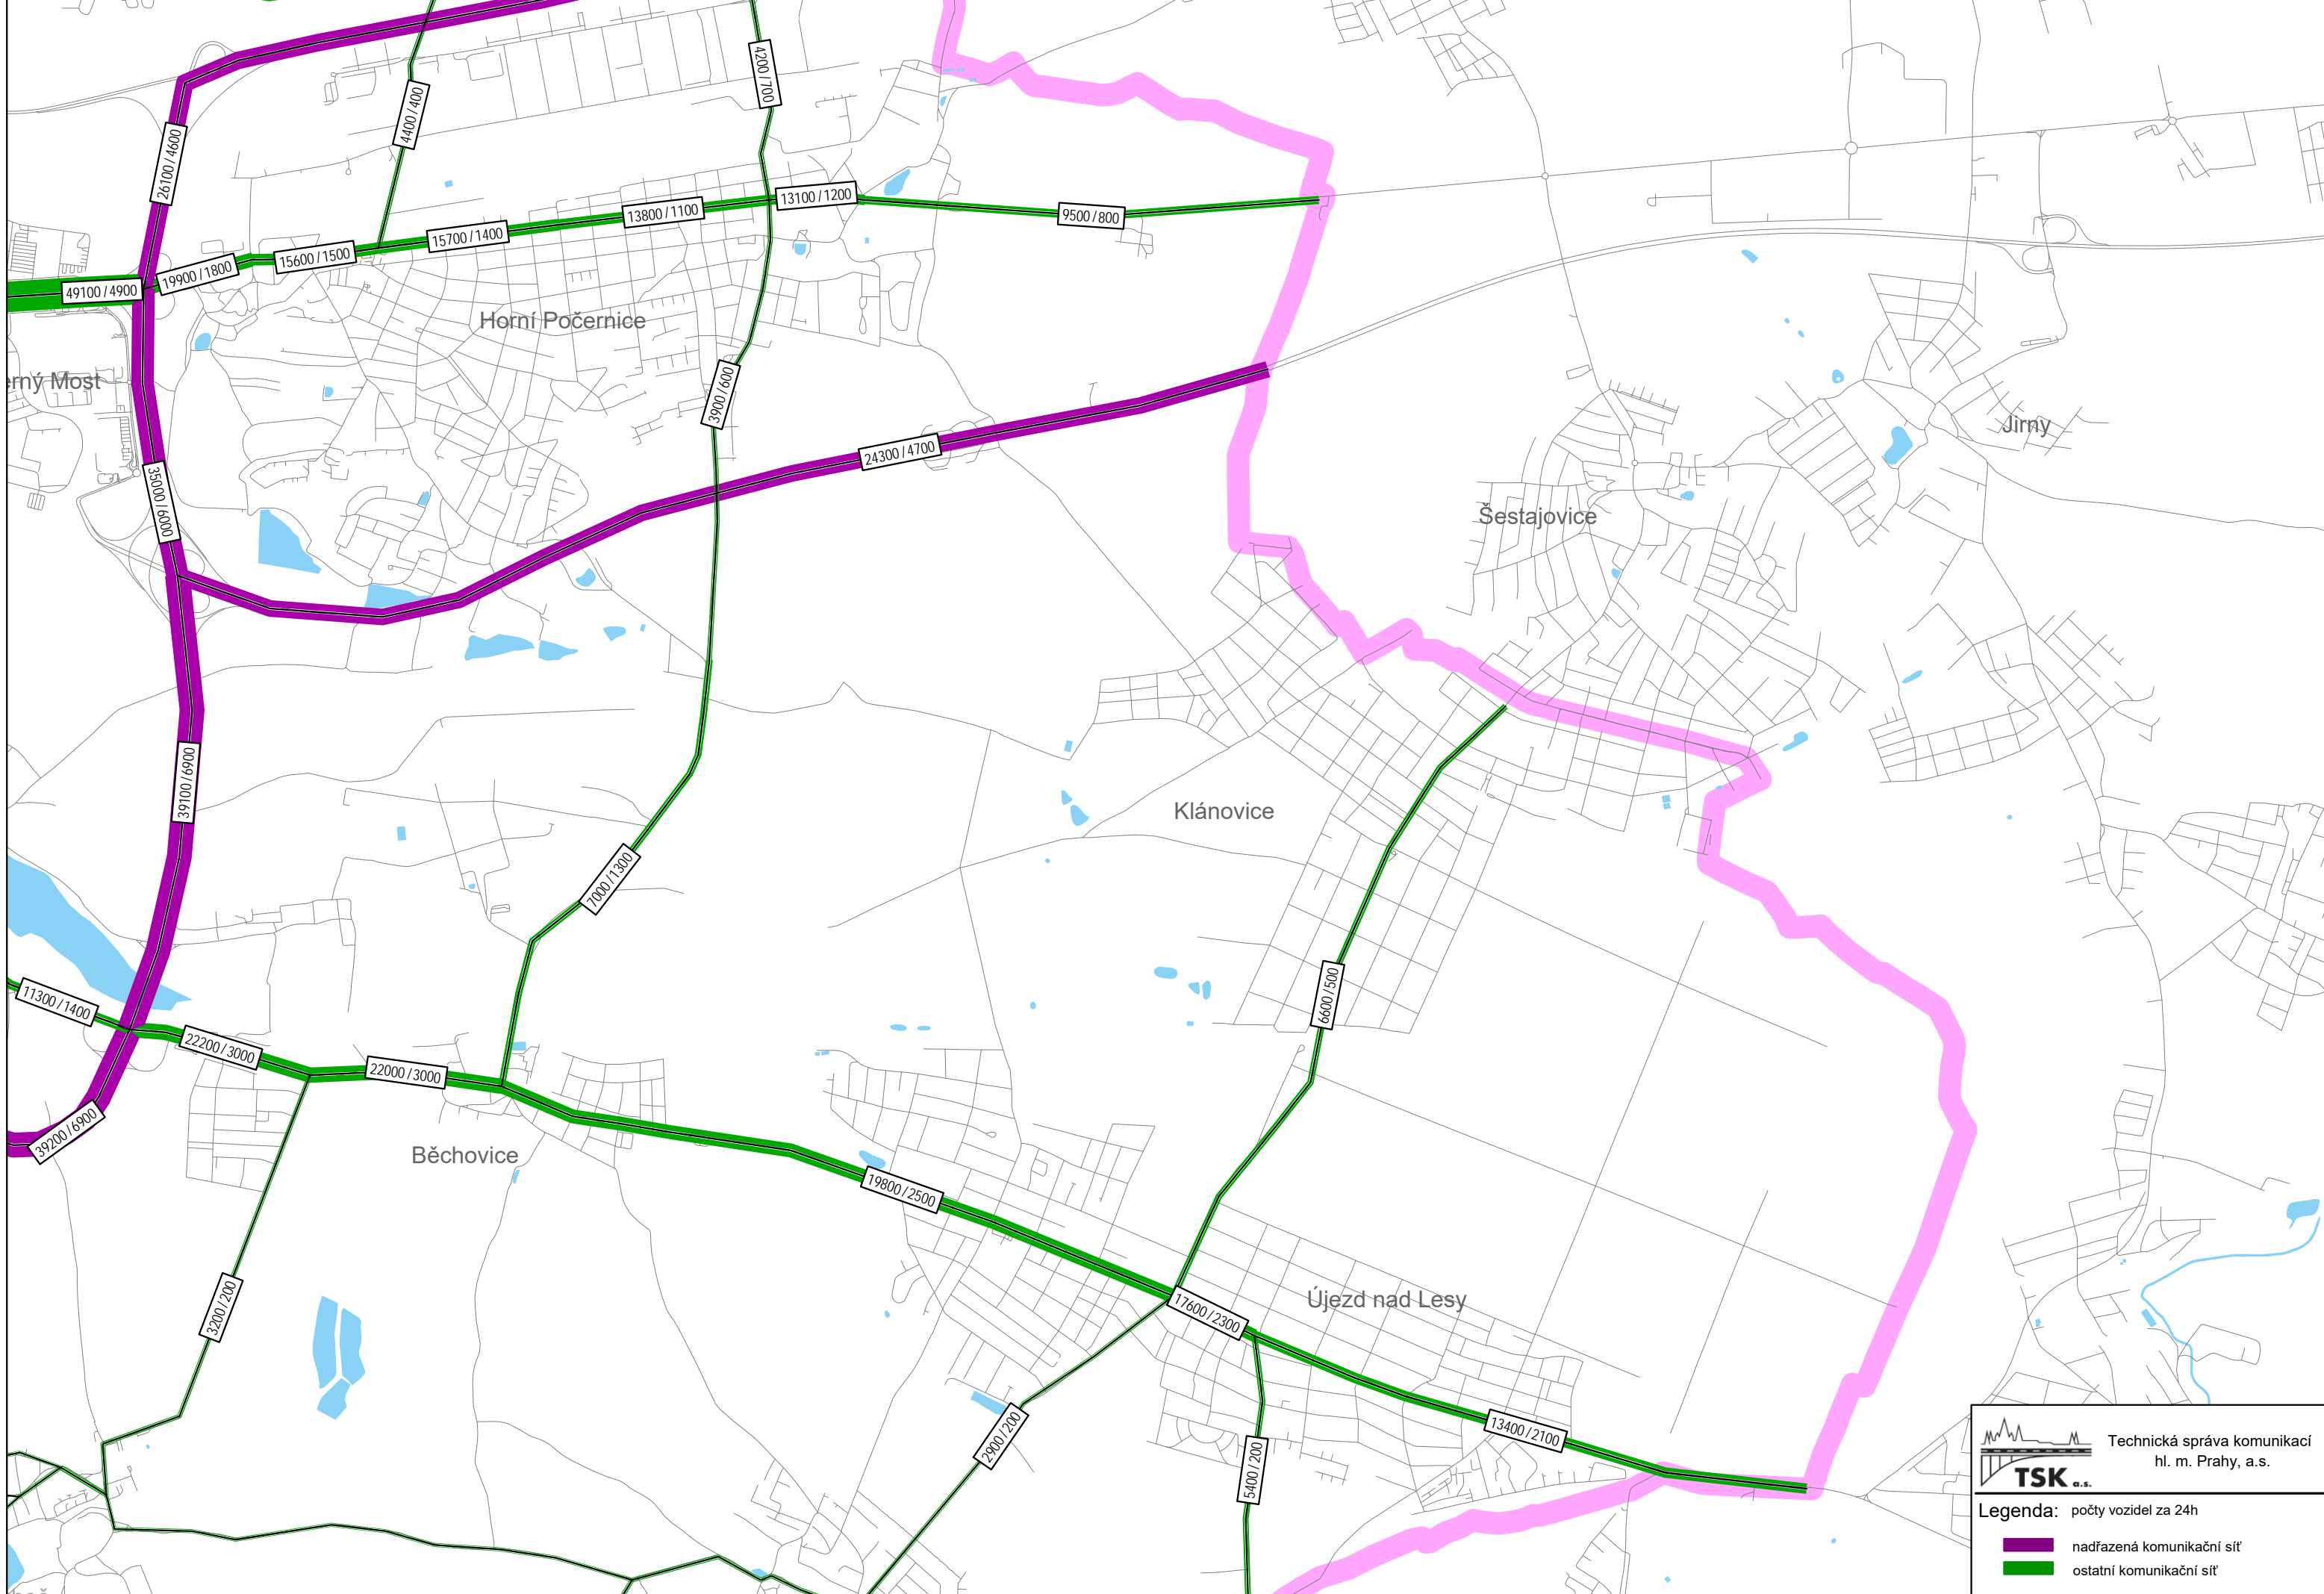 4200 / 700
4400 / 400
26100 / 4600
13100 / 1200
13800 / 1100
9500 / 800
15700 / 1400
15600 / 1500
19900 / 1800
49100 / 4900
Horní Počernice
erný Most
3900 / 600
24300 / 4700
Jirny
35000 / 6000
Šestajovice
39100 / 6900
Klánovice
7000 / 1300
6600 / 500
11300 / 1400
22200 / 3000
22000 / 3000
39200 / 6900
Běchovice
19800 / 2500
3200 / 200
17600 / 2300
Újezd nad Lesy
2900 / 200
13400 / 2100
5400 / 200
Technická správa komunikací
hl. m. Prahy, a.s.
TSK a.s.
Legenda: počty vozidel za 24h
nadřazená komunikační síť
ostatní komunikační síť